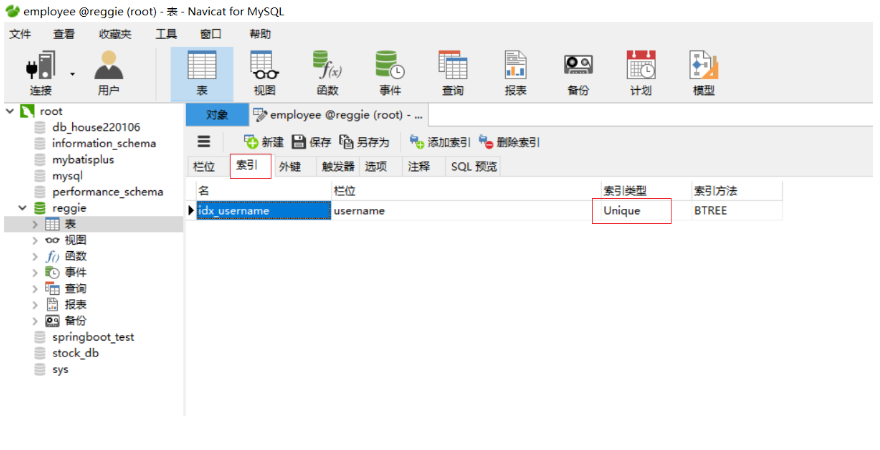 employee @reggie (root) - 表 - Navicat for MySQL
文件 查看 收藏夹 工具 窗口 帮助
连接 用户 表 视图 函数 事件 查询 报表 备份 计划 模型
root
db_house220106
information_schema
mybatisplus
mysql
performance_schema
reggie
表
视图
函数
事件
查询
报表
备份
springboot_test
stock_db
sys
对象 employee @reggie (root) - ...
新建 保存 另存为 添加索引 删除索引
栏位 索引 外键 触发器 选项 注释 SQL 预览
名 栏位 索引类型 索引方法
idx_username username Unique BTREE